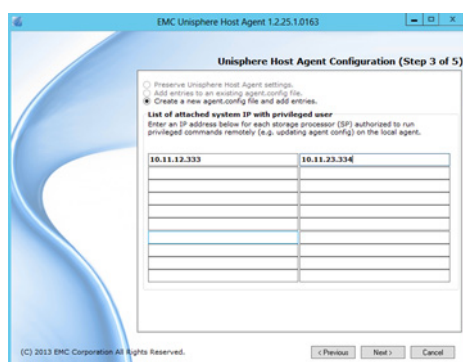 EMC Unisphere Host Agent 1.2.25.1.0163
Unisphere Host Agent Configuration (Step 3 of 5)
Preserve Unisphere Host Agent settings.
Add entries to an existing agent.config file.
Create a new agent.config file and add entries.
List of attached system IP with privileged user
Enter an IP address below for each storage processor (SP) authorized to run
privileged commands remotely (e.g. updating agent config) on the local agent.
10.11.12.333 10.11.23.334
(C) 2013 EMC Corporation All Rights Reserved.
< Previous Next > Cancel